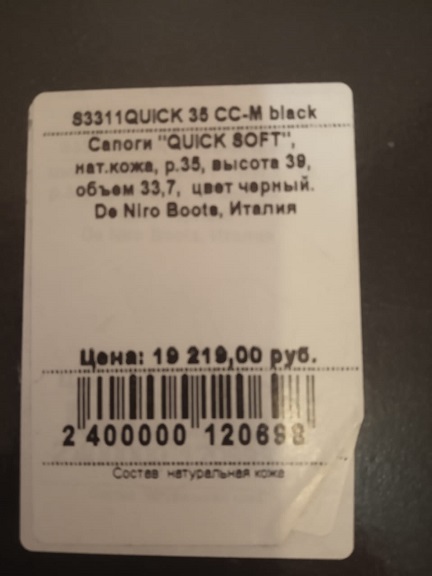 S3311QUICK 35 CC-M black
Сапоги "QUICK SOFT",
нат.кожа, р.35, высота 39,
объем 33,7, цвет черный.
De Niro Boots, Италия
Цена: 19 219,00 руб.
2 400000 120698
Состав натуральная кожа